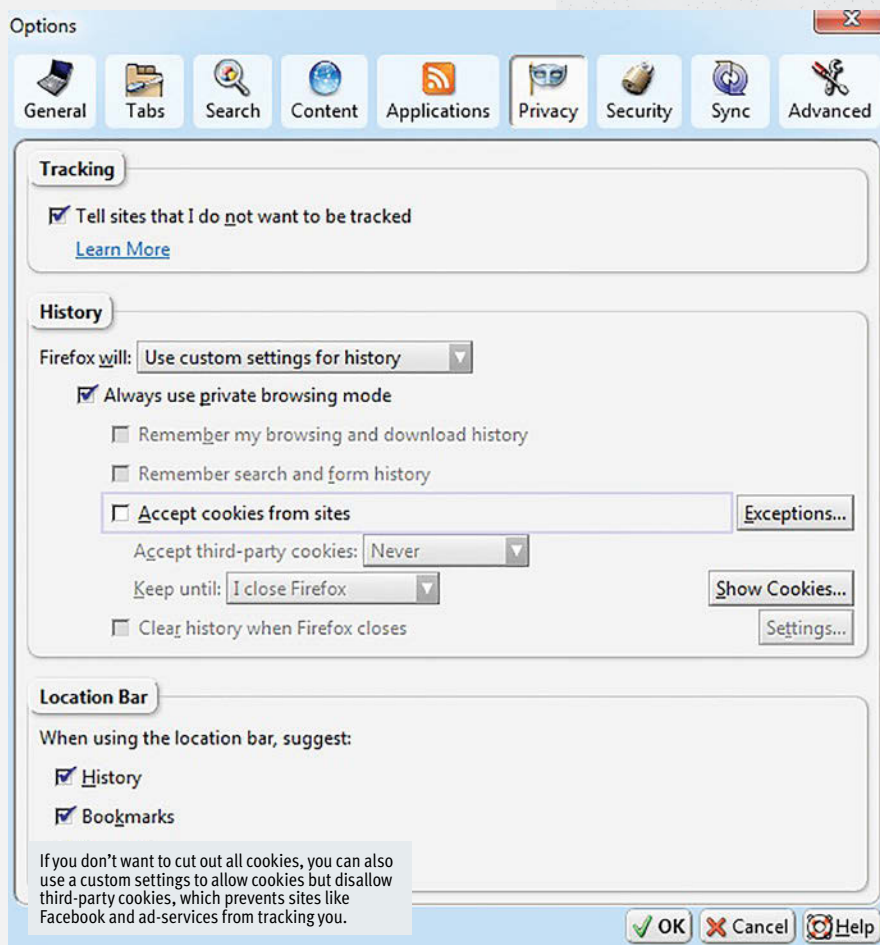 Options
General Tabs Search Content Applications Privacy Security Sync Advanced
Tracking
Tell sites that I do not want to be tracked
Learn More
History
Firefox will: Use custom settings for history
Always use private browsing mode
Remember my browsing and download history
Remember search and form history
Accept cookies from sites Exceptions...
Accept third-party cookies: Never
Keep until: I close Firefox Show Cookies...
Clear history when Firefox closes Settings...
Location Bar
When using the location bar, suggest:
History
Bookmarks
If you don't want to cut out all cookies, you can also
use a custom settings to allow cookies but disallow
third-party cookies, which prevents sites like
Facebook and ad-services from tracking you.
OK Cancel Help